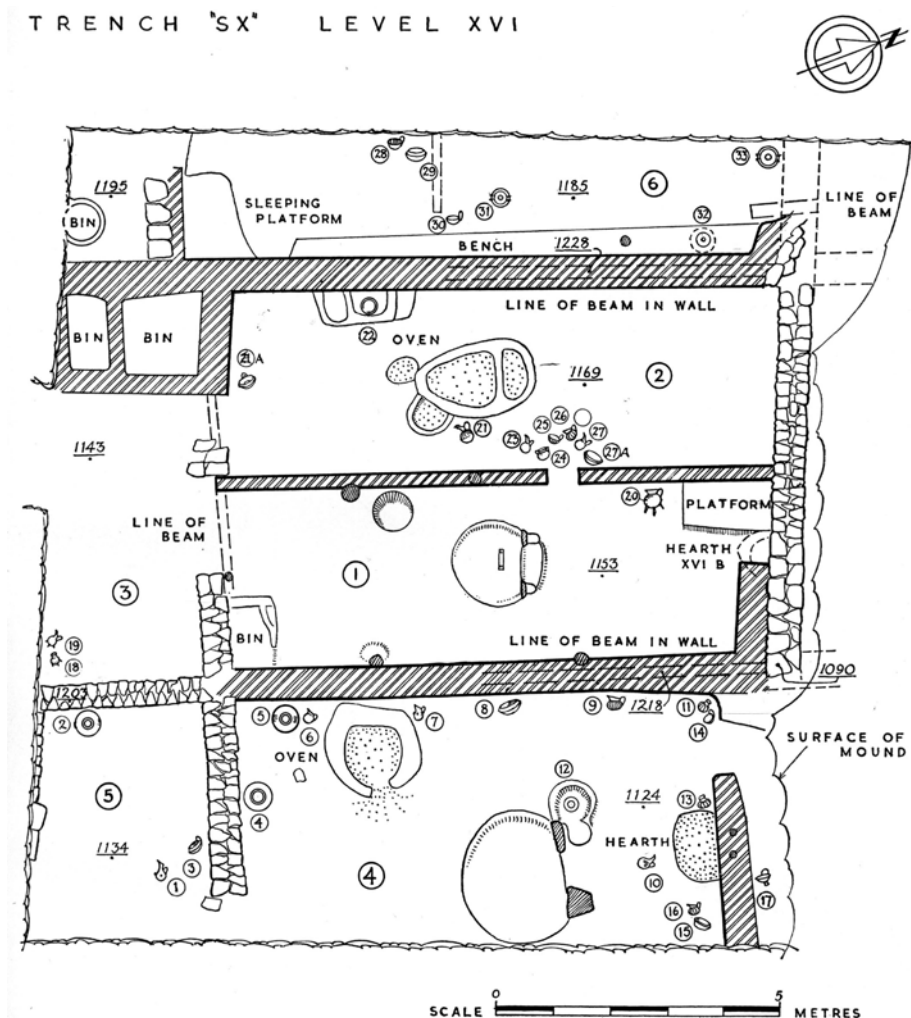 TRENCH "SX" LEVEL XVI
N
28
29
33
1195
1185
6
BIN
SLEEPING
PLATFORM
31
30
32
LINE OF
BEAM
BENCH
1228
LINE OF BEAM IN WALL
BIN
BIN
22
OVEN
21A
1169
2
26
25
27
21
23
24
27A
1143
20
PLATFORM
LINE OF
BEAM
HEARTH
XVI B
1153
1
3
BIN
19
18
LINE OF BEAM IN WALL
1203
1090
2
5
6
7
8
9
1218
11
14
OVEN
SURFACE OF
MOUND
5
4
12
1124
13
1134
3
1
HEARTH
4
10
17
16
15
0
5
SCALE
METRES